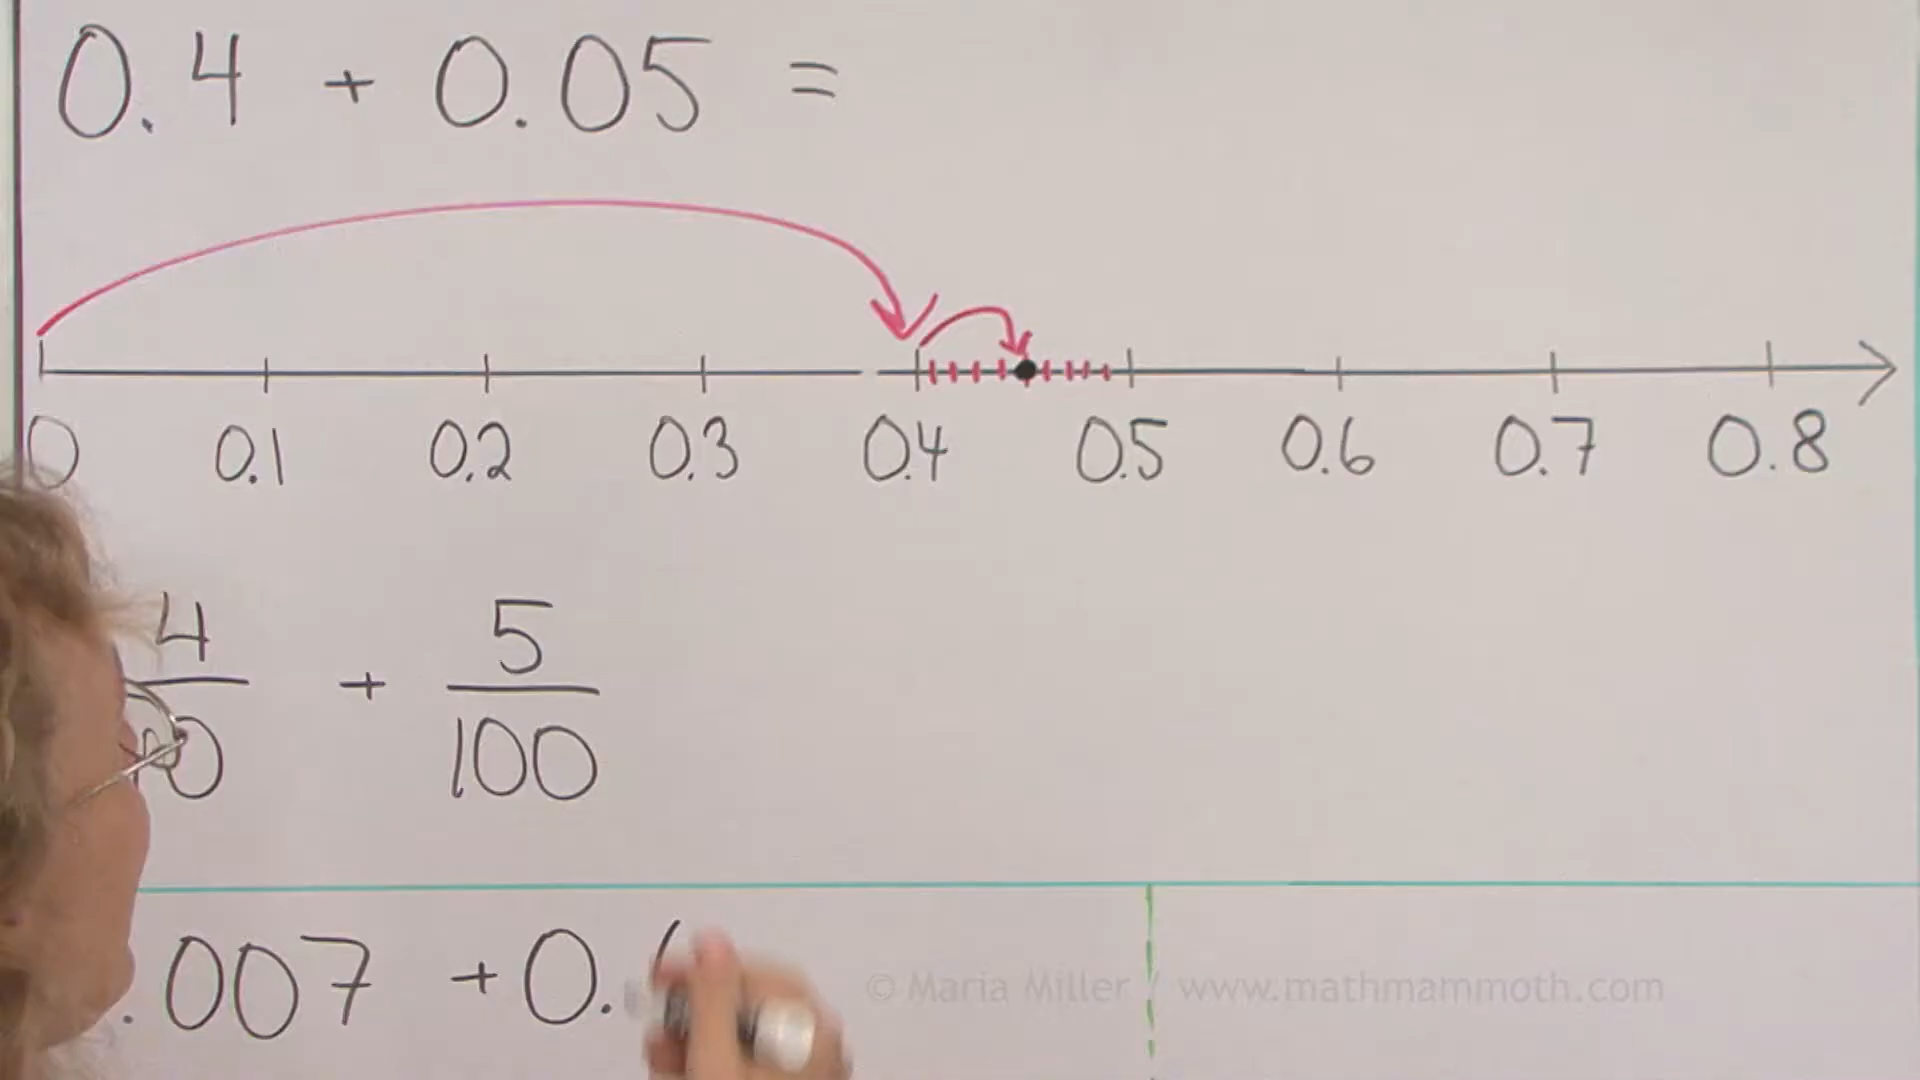 0.4 + 0.05 =
0 0.1 0.2 0.3 0.4 0.5 0.6 0.7 0.8
4 + 5
10 100
.007 + 0.
© Maria Miller / www.mathmammoth.com